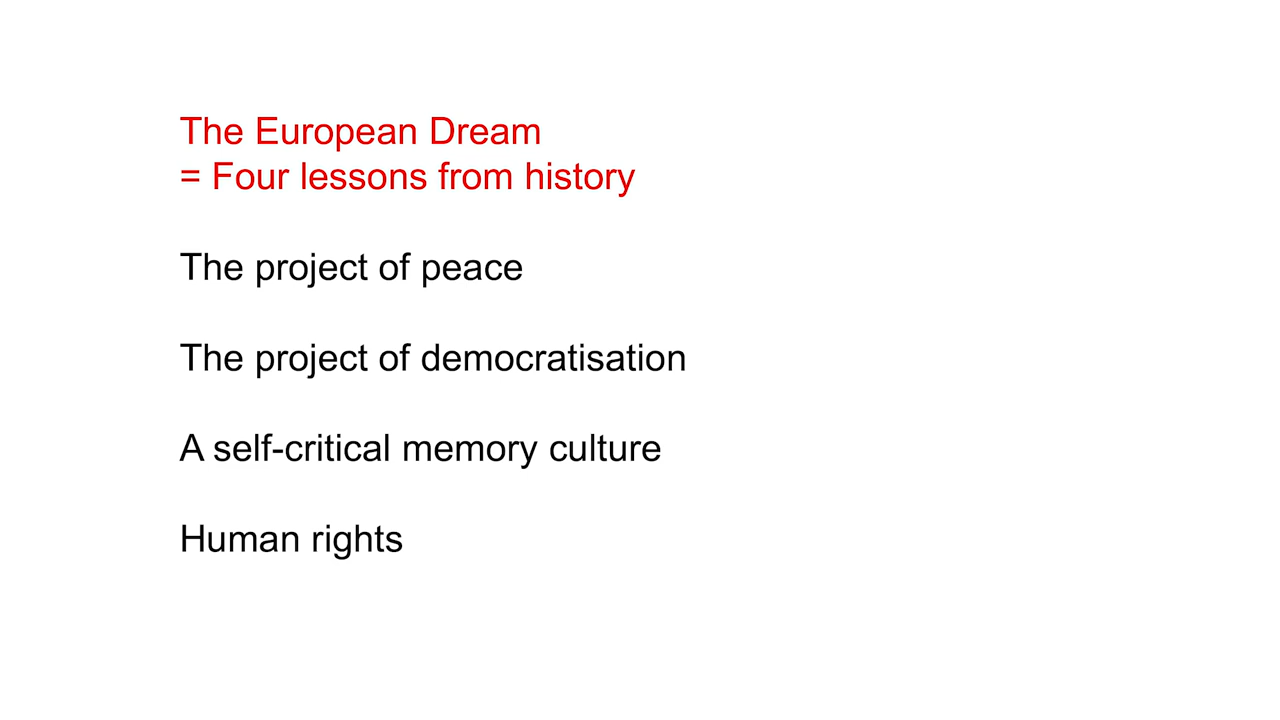 The European Dream
= Four lessons from history
The project of peace
The project of democratisation
A self-critical memory culture
Human rights